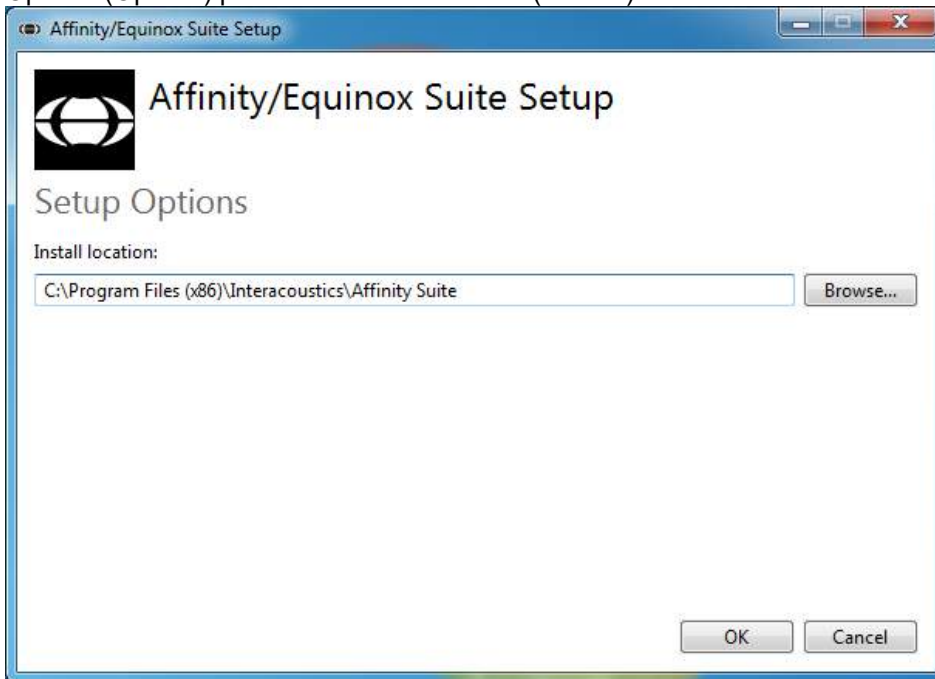 Affinity/Equinox Suite Setup
Affinity/Equinox Suite Setup
Setup Options
Install location:
C:\Program Files (x86)\Interacoustics\Affinity Suite
Browse...
OK
Cancel